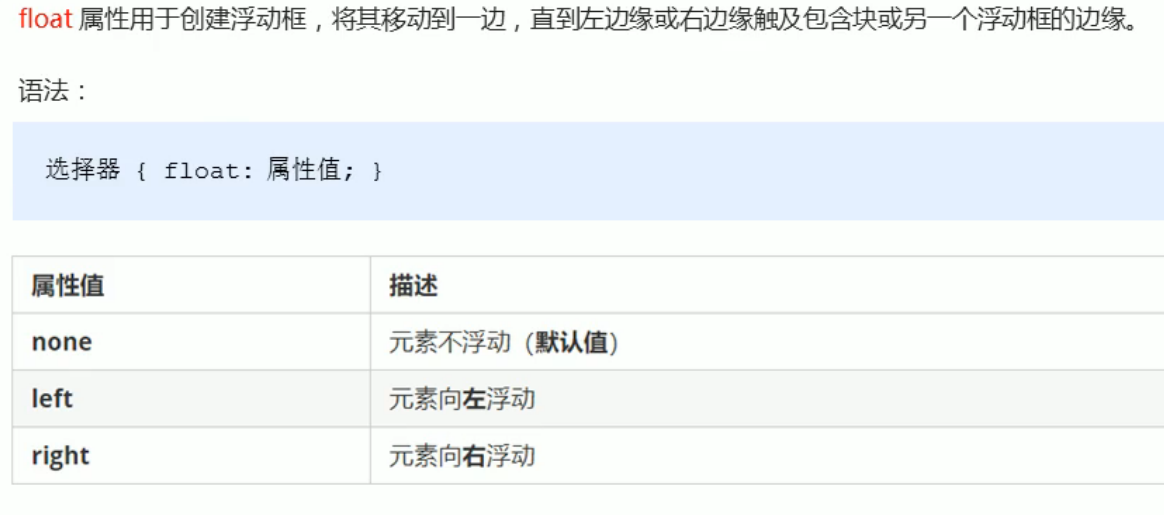 float 属性用于创建浮动框，将其移动到一边，直到左边缘或右边缘触及包含块或另一个浮动框的边缘。
语法：
选择器 { float: 属性值; }
属性值 描述
none 元素不浮动（默认值）
left 元素向左浮动
right 元素向右浮动